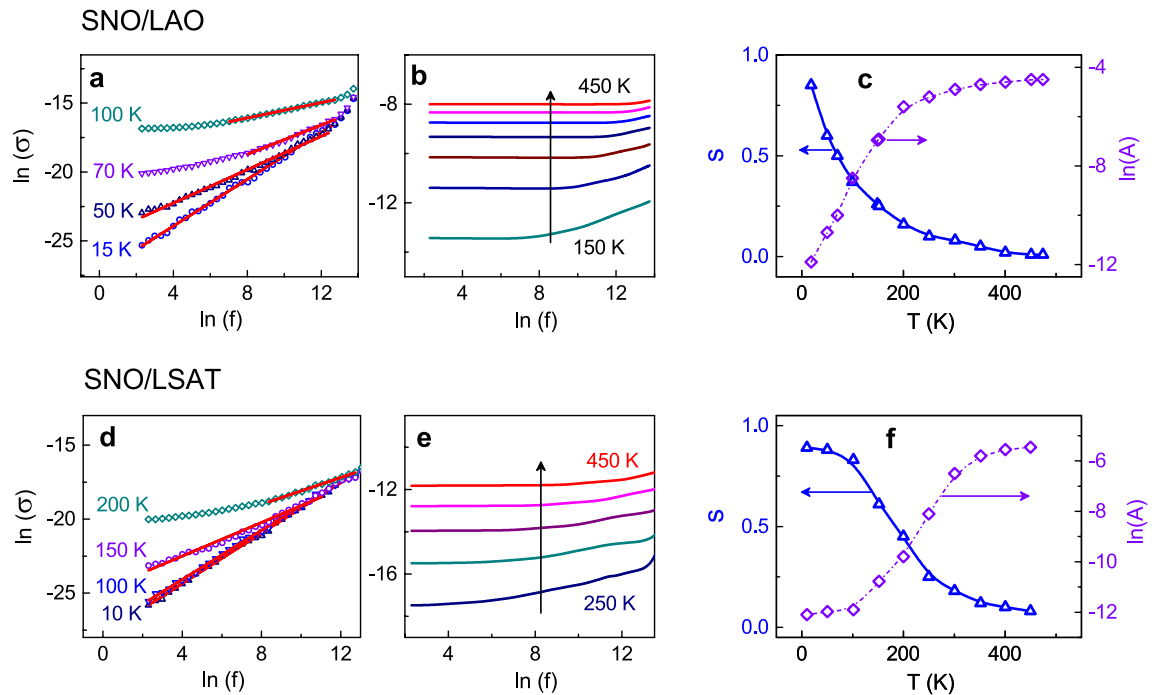 SNO/LAO
a
100 K
70 K
50 K
15 K
-15
-20
-25
ln (σ)
0 4 8 12
ln (f)
b
450 K
150 K
-8
-12
4 8 12
ln (f)
c
1.0
0.5
0.0
S
-4
-8
-12
ln(A)
0 200 400
T (K)
SNO/LSAT
d
200 K
150 K
100 K
10 K
-15
-20
-25
ln (σ)
0 4 8 12
ln (f)
e
450 K
250 K
-12
-16
4 8 12
ln (f)
f
1.0
0.5
0.0
S
-6
-8
-10
-12
ln(A)
0 200 400
T (K)